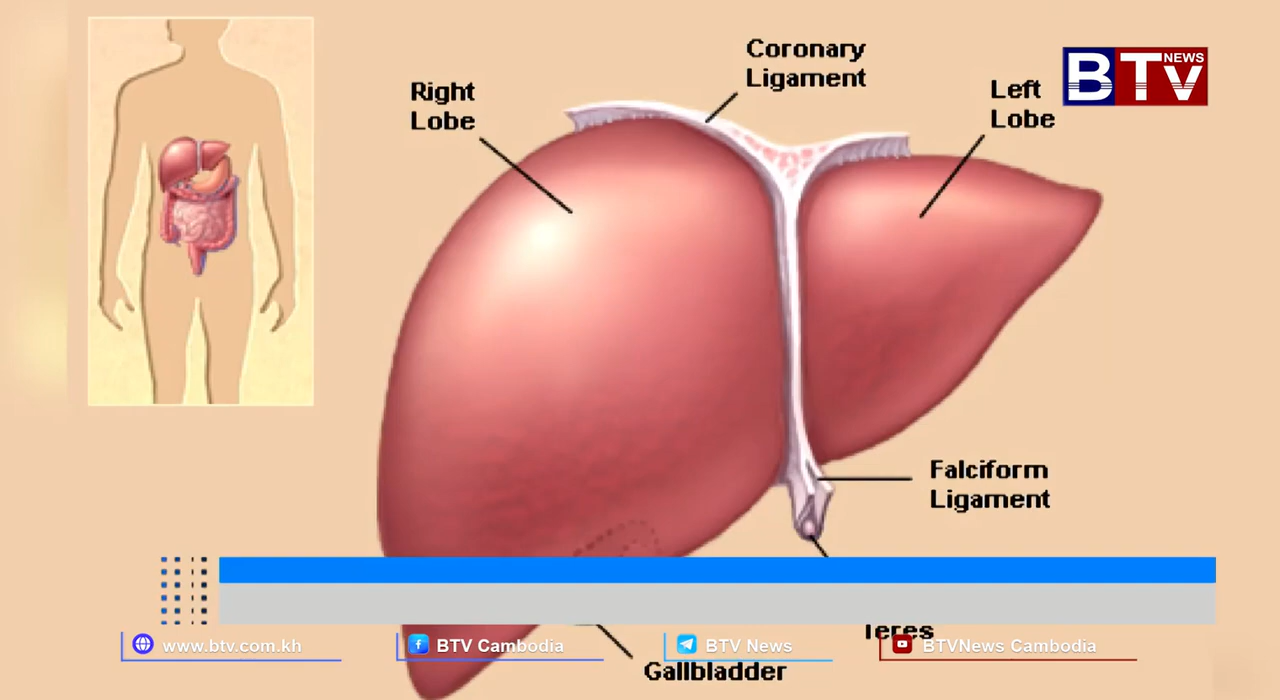 Coronary
Ligament
Right
Lobe
Left
Lobe
BTV NEWS
Falciform
Ligament
Teres
www.btv.com.kh
BTV Cambodia
BTV News
BTVNews Cambodia
Gallbladder